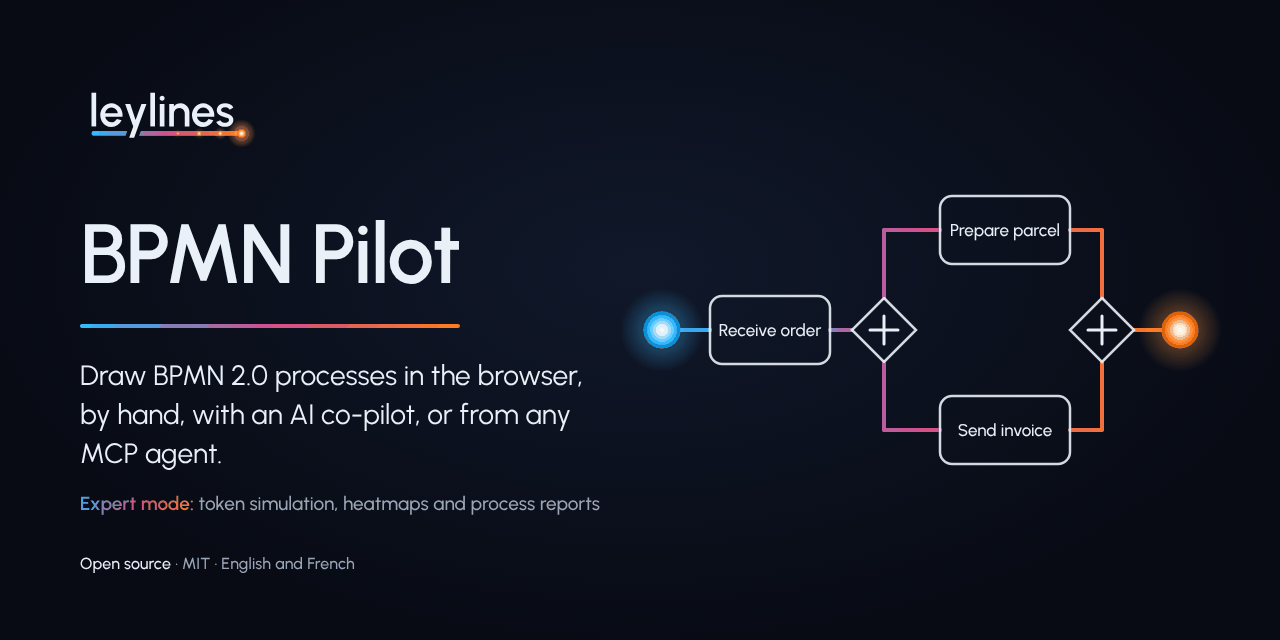 leylines
BPMN Pilot
Draw BPMN 2.0 processes in the browser,
by hand, with an AI co-pilot, or from any
MCP agent.
Expert mode: token simulation, heatmaps and process reports
Open source · MIT · English and French
Receive order
Prepare parcel
Send invoice